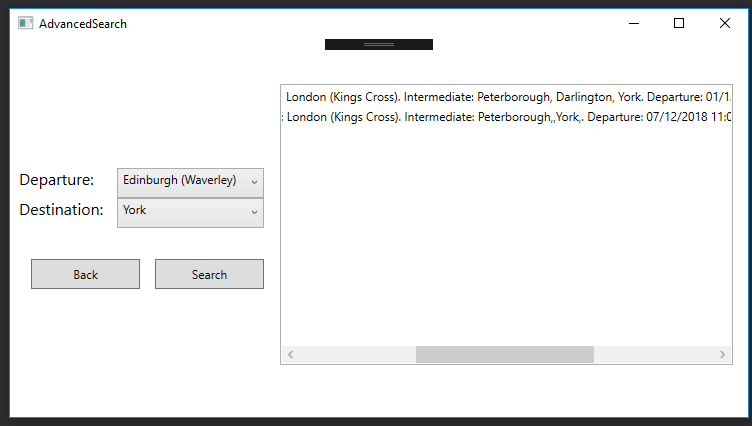 AdvancedSearch
London (Kings Cross). Intermediate: Peterborough, Darlington, York. Departure: 01/1
: London (Kings Cross). Intermediate: Peterborough,,York,. Departure: 07/12/2018 11:0
Departure: Edinburgh (Waverley)
Destination: York
Back Search